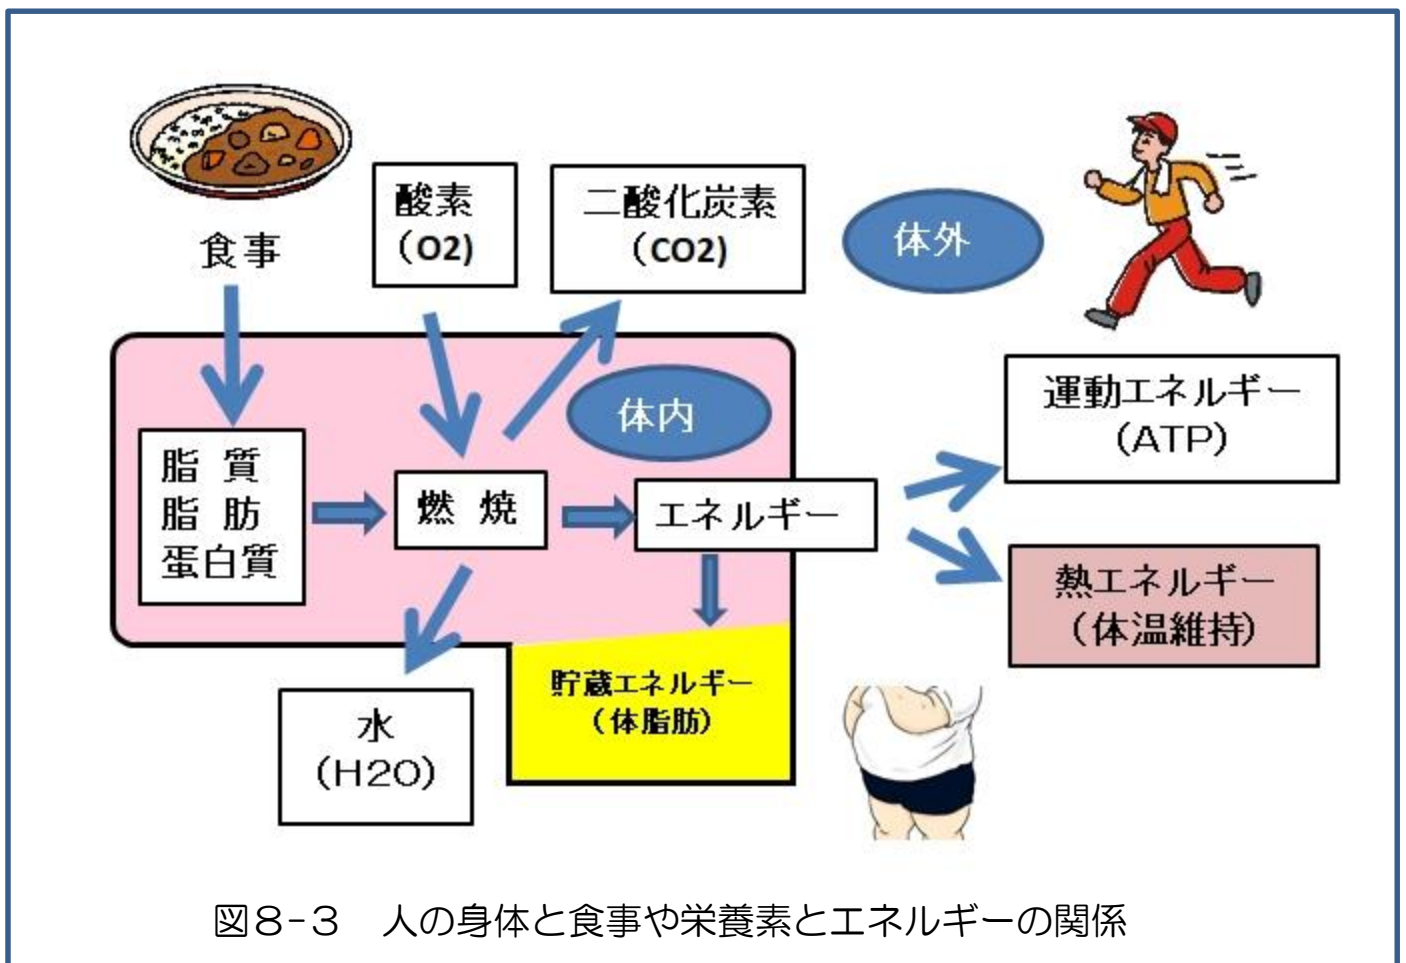 食事
酸素
（O2)
二酸化炭素
（CO2)
体外
体内
脂 質
脂 肪
蛋白質
燃 焼
エネルギー
運動エネルギー
(ATP)
熱エネルギー
（体温維持）
貯蔵エネルギー
（体脂肪）
水
(H2O)
図８-３　人の身体と食事や栄養素とエネルギーの関係